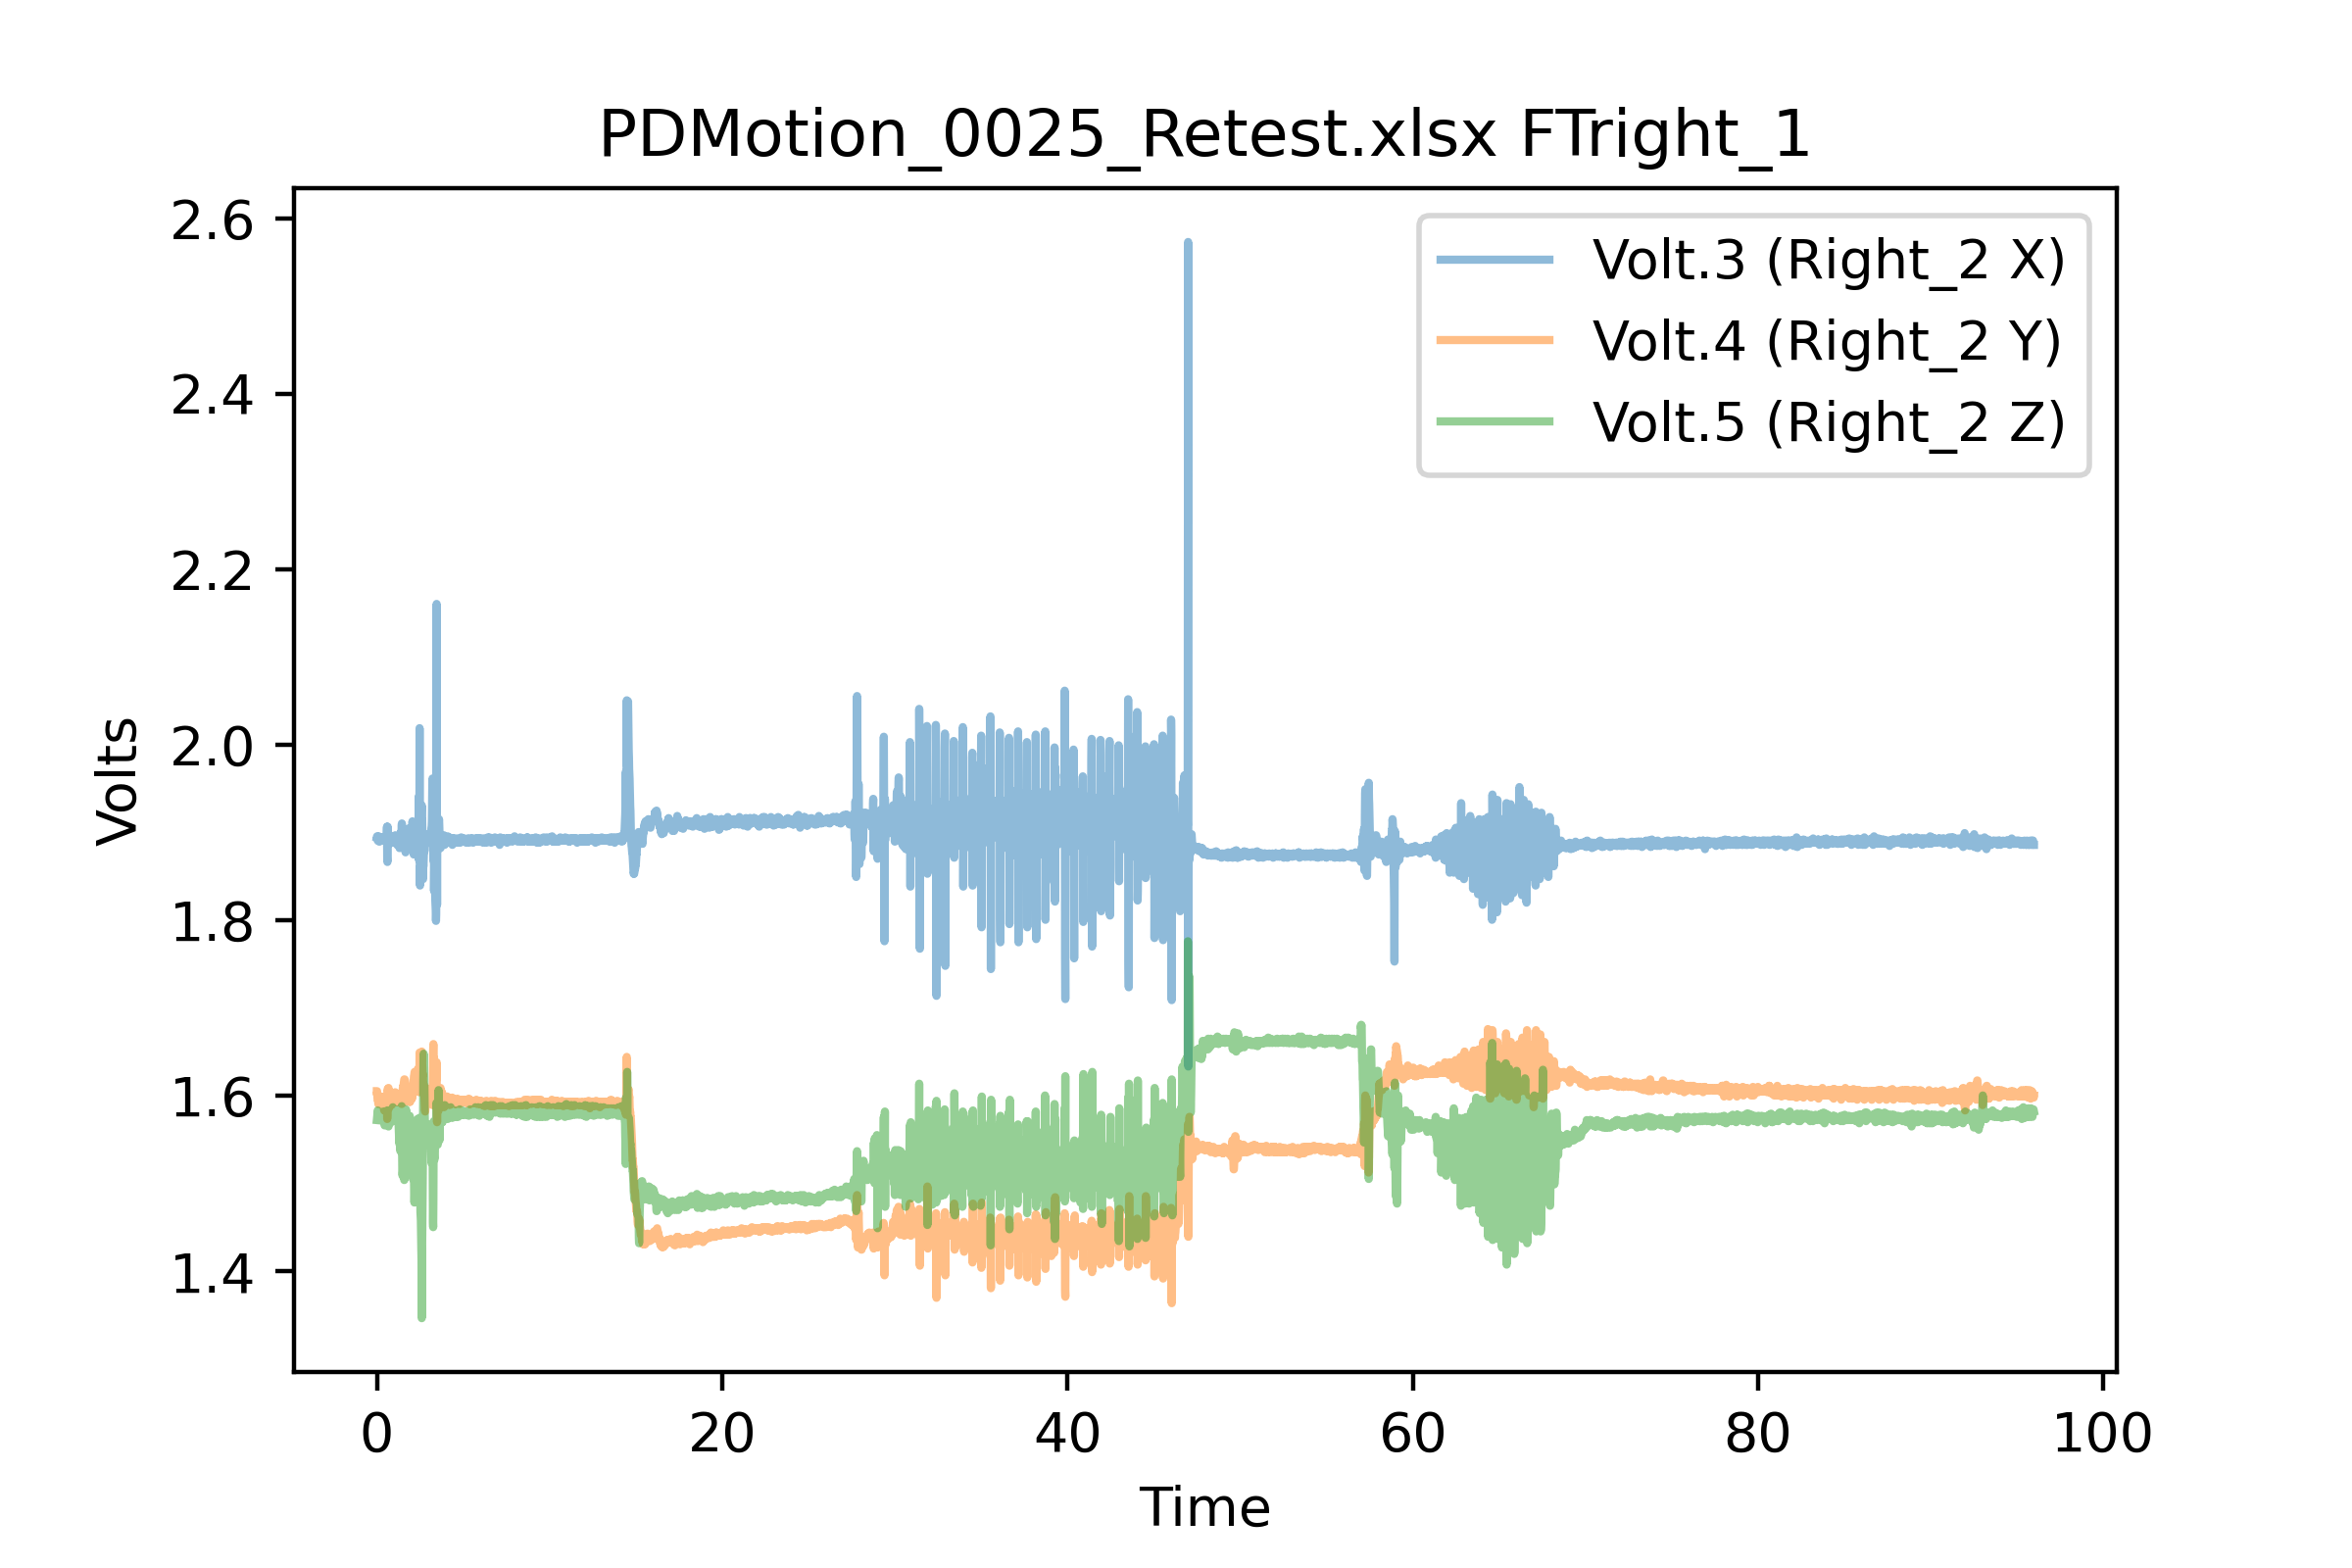 PDMotion_0025_Retest.xlsx FTright_1
2.6
2.4
2.2
2.0
1.8
1.6
1.4
Volts
Volt.3 (Right_2 X)
Volt.4 (Right_2 Y)
Volt.5 (Right_2 Z)
0 20 40 60 80 100
Time